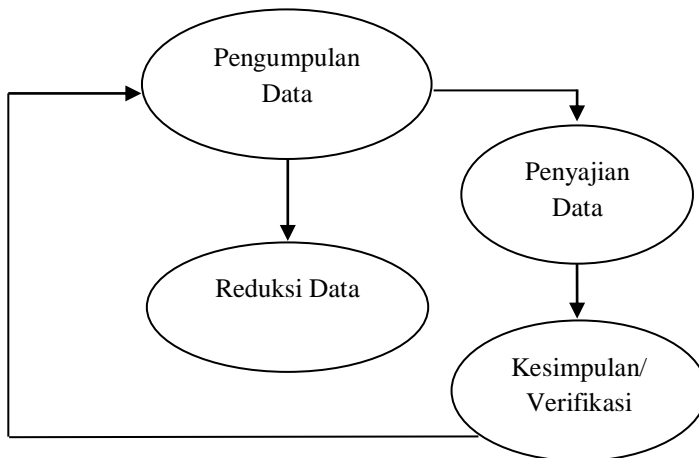 Pengumpulan
Data
Penyajian
Data
Reduksi Data
Kesimpulan/
Verifikasi